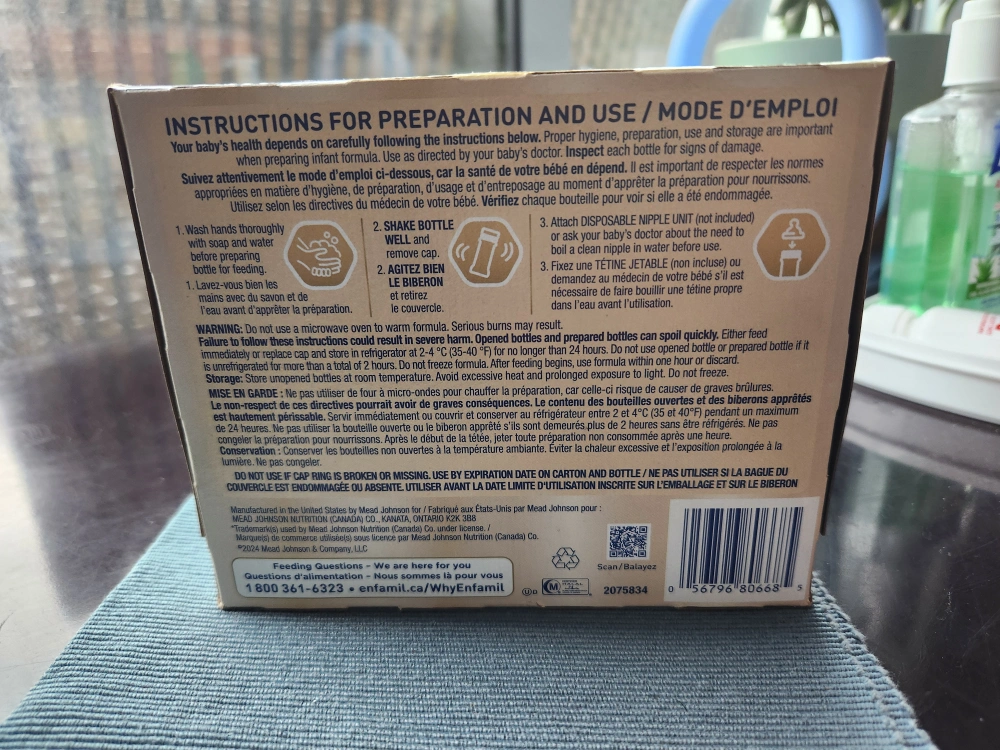 INSTRUCTIONS FOR PREPARATION AND USE / MODE D'EMPLOI
Your baby's health depends on carefully following the instructions below. Proper hygiene, preparation, use and storage are important
when preparing infant formula. Use as directed by your baby's doctor. Inspect each bottle for signs of damage.
Suivez attentivement le mode d'emploi ci-dessous, car la santé de votre bébé en dépend. Il est important de respecter les normes
appropriées en matière d'hygiène, de préparation, d'usage et d'entreposage au moment d'apprêter la préparation pour nourrissons.
Utilisez selon les directives du médecin de votre bébé. Vérifiez chaque bouteille pour voir si elle a été endommagée.
1. Wash hands thoroughly
with soap and water
before preparing
bottle for feeding.
1. Lavez-vous bien les
mains avec du savon et de
l'eau avant d'apprêter la préparation.
2. SHAKE BOTTLE
WELL and
remove cap.
2. AGITEZ BIEN
LE BIBERON
et retirez
le couvercle.
3. Attach DISPOSABLE NIPPLE UNIT (not included)
or ask your baby's doctor about the need to
boil a clean nipple in water before use.
3. Fixez une TÉTINE JETABLE (non incluse) ou
demandez au médecin de votre bébé s'il est
nécessaire de faire bouillir une tétine propre
dans l'eau avant l'utilisation.
WARNING: Do not use a microwave oven to warm formula. Serious burns may result.
Failure to follow these instructions could result in severe harm. Opened bottles and prepared bottles can spoil quickly. Either feed
immediately or replace cap and store in refrigerator at 2-4 °C (35-40 °F) for no longer than 24 hours. Do not use opened bottle or prepared bottle if it
is unrefrigerated for more than a total of 2 hours. Do not freeze formula. After feeding begins, use formula within one hour or discard.
Storage: Store unopened bottles at room temperature. Avoid excessive heat and prolonged exposure to light. Do not freeze.
MISE EN GARDE : Ne pas utiliser de four à micro-ondes pour chauffer la préparation, car celle-ci risque de causer de graves brûlures.
Le non-respect de ces directives pourrait avoir de graves conséquences. Le contenu des bouteilles ouvertes et des biberons apprêtés
est hautement périssable. Servir immédiatement ou couvrir et conserver au réfrigérateur entre 2 et 4°C (35 et 40°F) pendant un maximum
de 24 heures. Ne pas utiliser la bouteille ouverte ou le biberon apprêté s'ils sont demeurés plus de 2 heures sans être réfrigérés. Ne pas
congeler la préparation pour nourrissons. Après le début de la tétée, jeter toute préparation non consommée après une heure.
Conservation : Conserver les bouteilles non ouvertes à la température ambiante. Éviter la chaleur excessive et l'exposition prolongée à la
lumière. Ne pas congeler.
DO NOT USE IF CAP RING IS BROKEN OR MISSING. USE BY EXPIRATION DATE ON CARTON AND BOTTLE / NE PAS UTILISER SI LA BAGUE DU
COUVERCLE EST ENDOMMAGÉE OU ABSENTE. UTILISER AVANT LA DATE LIMITE D'UTILISATION INSCRITE SUR L'EMBALLAGE ET SUR LE BIBERON
Manufactured in the United States by Mead Johnson for / Fabriqué aux États-Unis par Mead Johnson pour :
MEAD JOHNSON NUTRITION (CANADA) CO., KANATA, ONTARIO K2K 3B8
*Trademark(s) used by Mead Johnson Nutrition (Canada) Co. under license. /
Marque(s) de commerce utilisée(s) sous licence par Mead Johnson Nutrition (Canada) Co.
©2024 Mead Johnson & Company, LLC
Feeding Questions - We are here for you
Questions d'alimentation - Nous sommes là pour vous
1 800 361-6323 • enfamil.ca/WhyEnfamil
Scan/Balayez
2075834
0 56796 80668 5